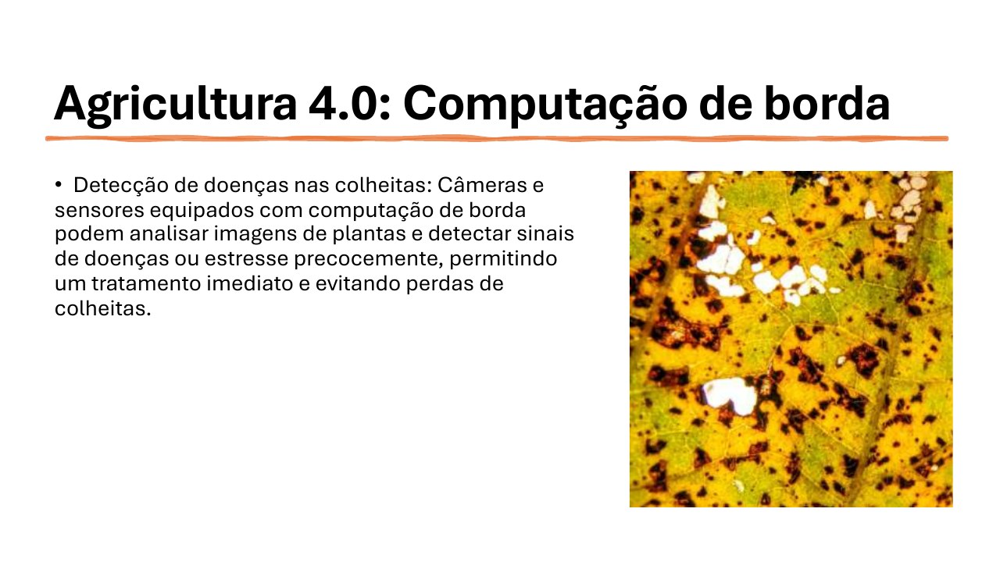 Agricultura 4.0: Computação de borda
• Detecção de doenças nas colheitas: Câmeras e
sensores equipados com computação de borda
podem analisar imagens de plantas e detectar sinais
de doenças ou estresse precocemente, permitindo
um tratamento imediato e evitando perdas de
colheitas.